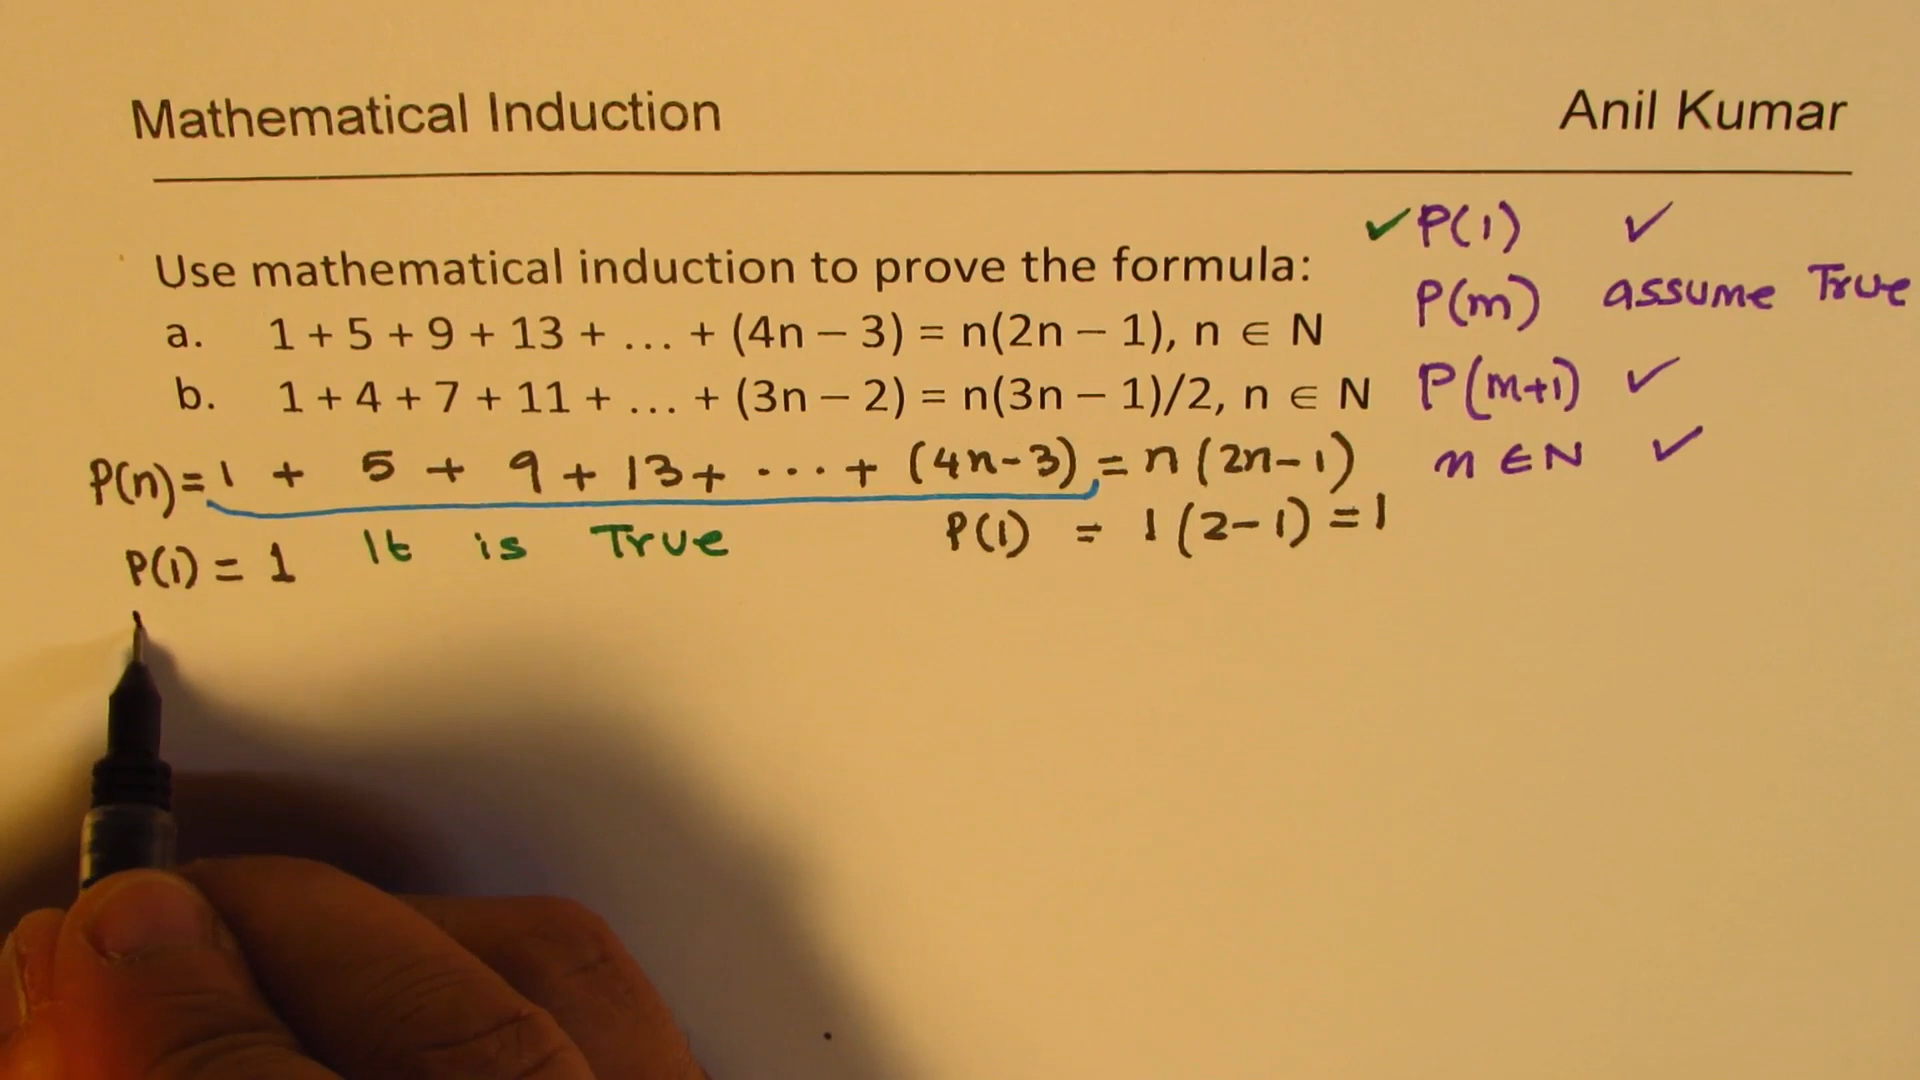 Mathematical Induction
Anil Kumar
Use mathematical induction to prove the formula:
a. 1 + 5 + 9 + 13 + … + (4n – 3) = n(2n – 1), n ∈ N
b. 1 + 4 + 7 + 11 + … + (3n – 2) = n(3n – 1)/2, n ∈ N
✓ P(1) ✓
P(m) assume True
P(m+1) ✓
n ∈ N ✓
P(n) = 1 + 5 + 9 + 13 + ... + (4n-3) = n(2n-1)
P(1) = 1 It is True
P(1) = 1(2-1) = 1